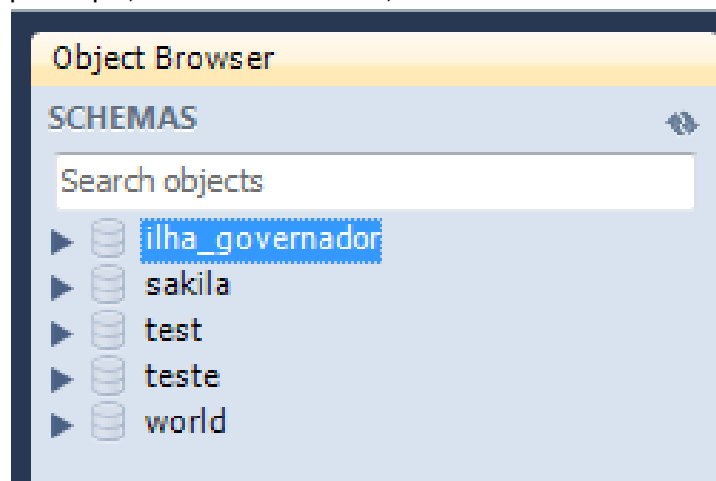 Object Browser
SCHEMAS
Search objects
ilha_governador
sakila
test
teste
world